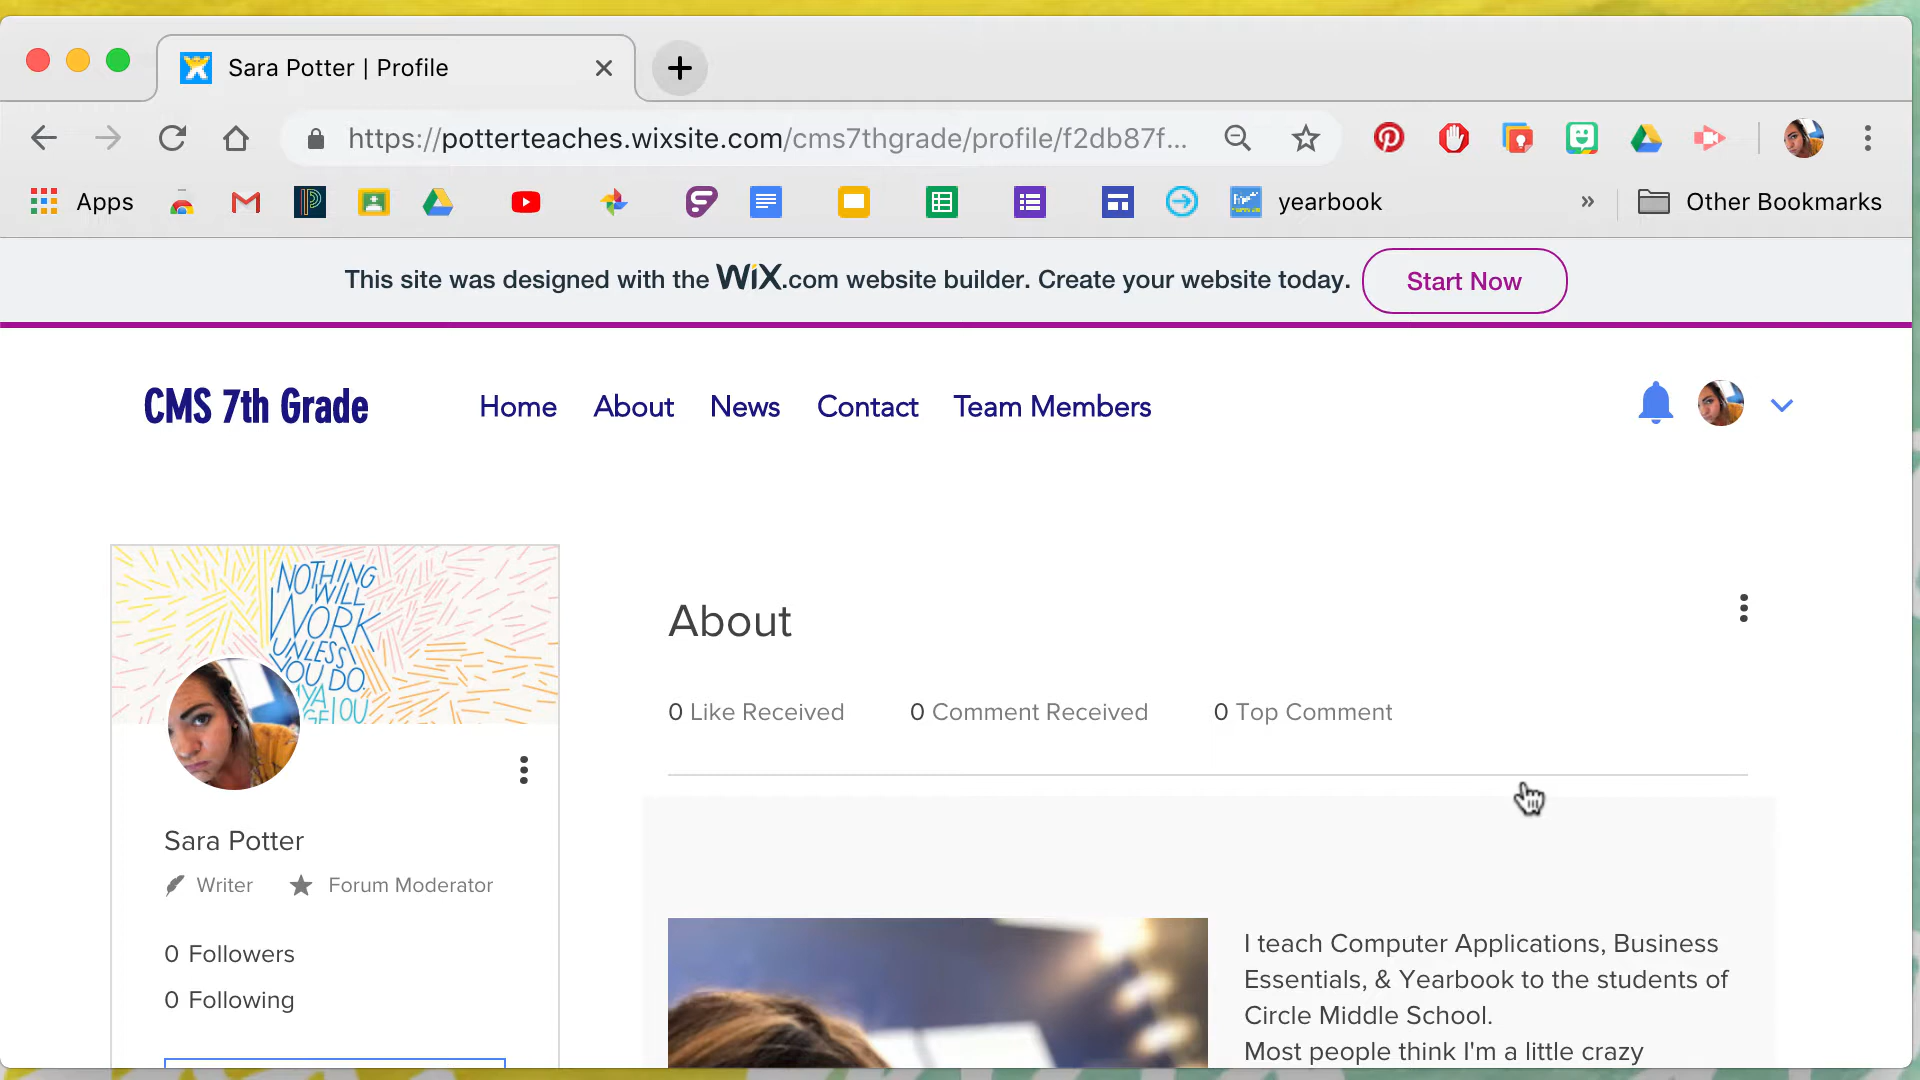 Sara Potter | Profile
https://potterteaches.wixsite.com/cms7thgrade/profile/f2db87f...
Apps
yearbook
»
Other Bookmarks
This site was designed with the WiX.com website builder. Create your website today.
Start Now
CMS 7th Grade
Home
About
News
Contact
Team Members
NOTHING
WILL
WORK
UNLESS
YOU DO.
Sara Potter
Writer
Forum Moderator
0 Followers
0 Following
About
0 Like Received
0 Comment Received
0 Top Comment
I teach Computer Applications, Business
Essentials, & Yearbook to the students of
Circle Middle School.
Most people think I'm a little crazy